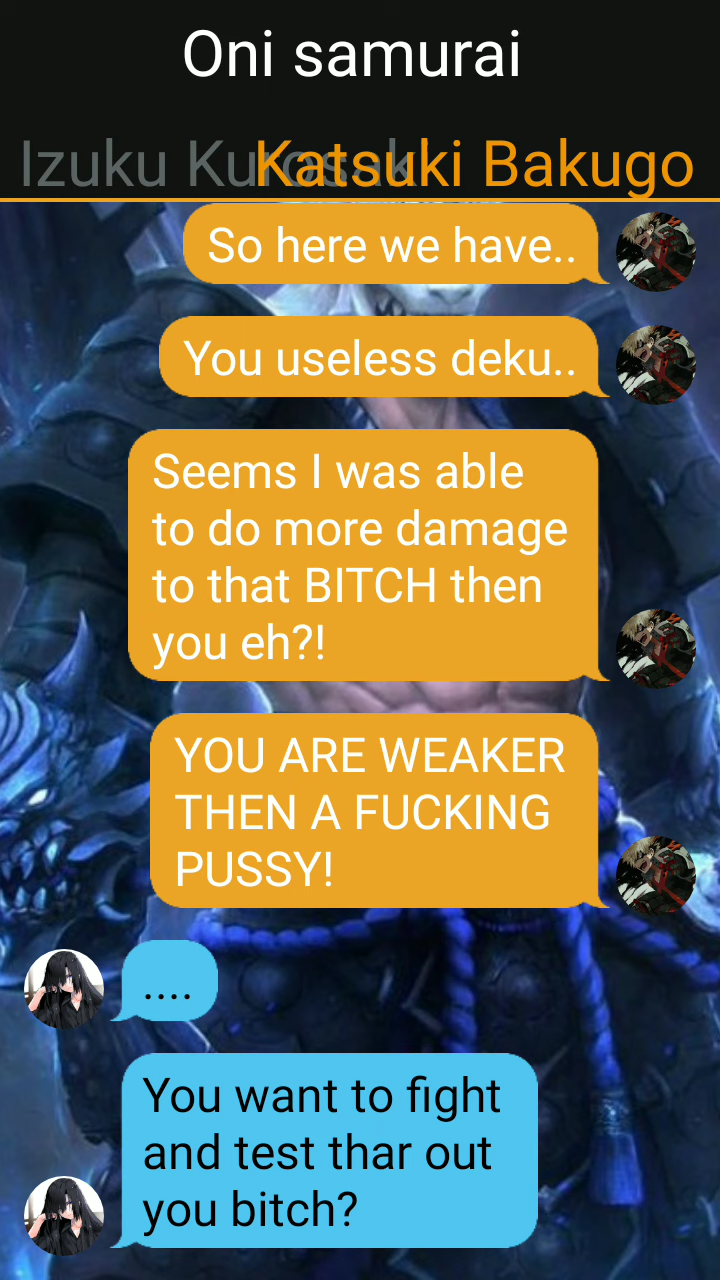 Oni samurai
Izuku Kurosaki Katsuki Bakugo
So here we have..
You useless deku..
Seems I was able
to do more damage
to that BITCH then
you eh?!
YOU ARE WEAKER
THEN A FUCKING
PUSSY!
....
You want to fight
and test thar out
you bitch?